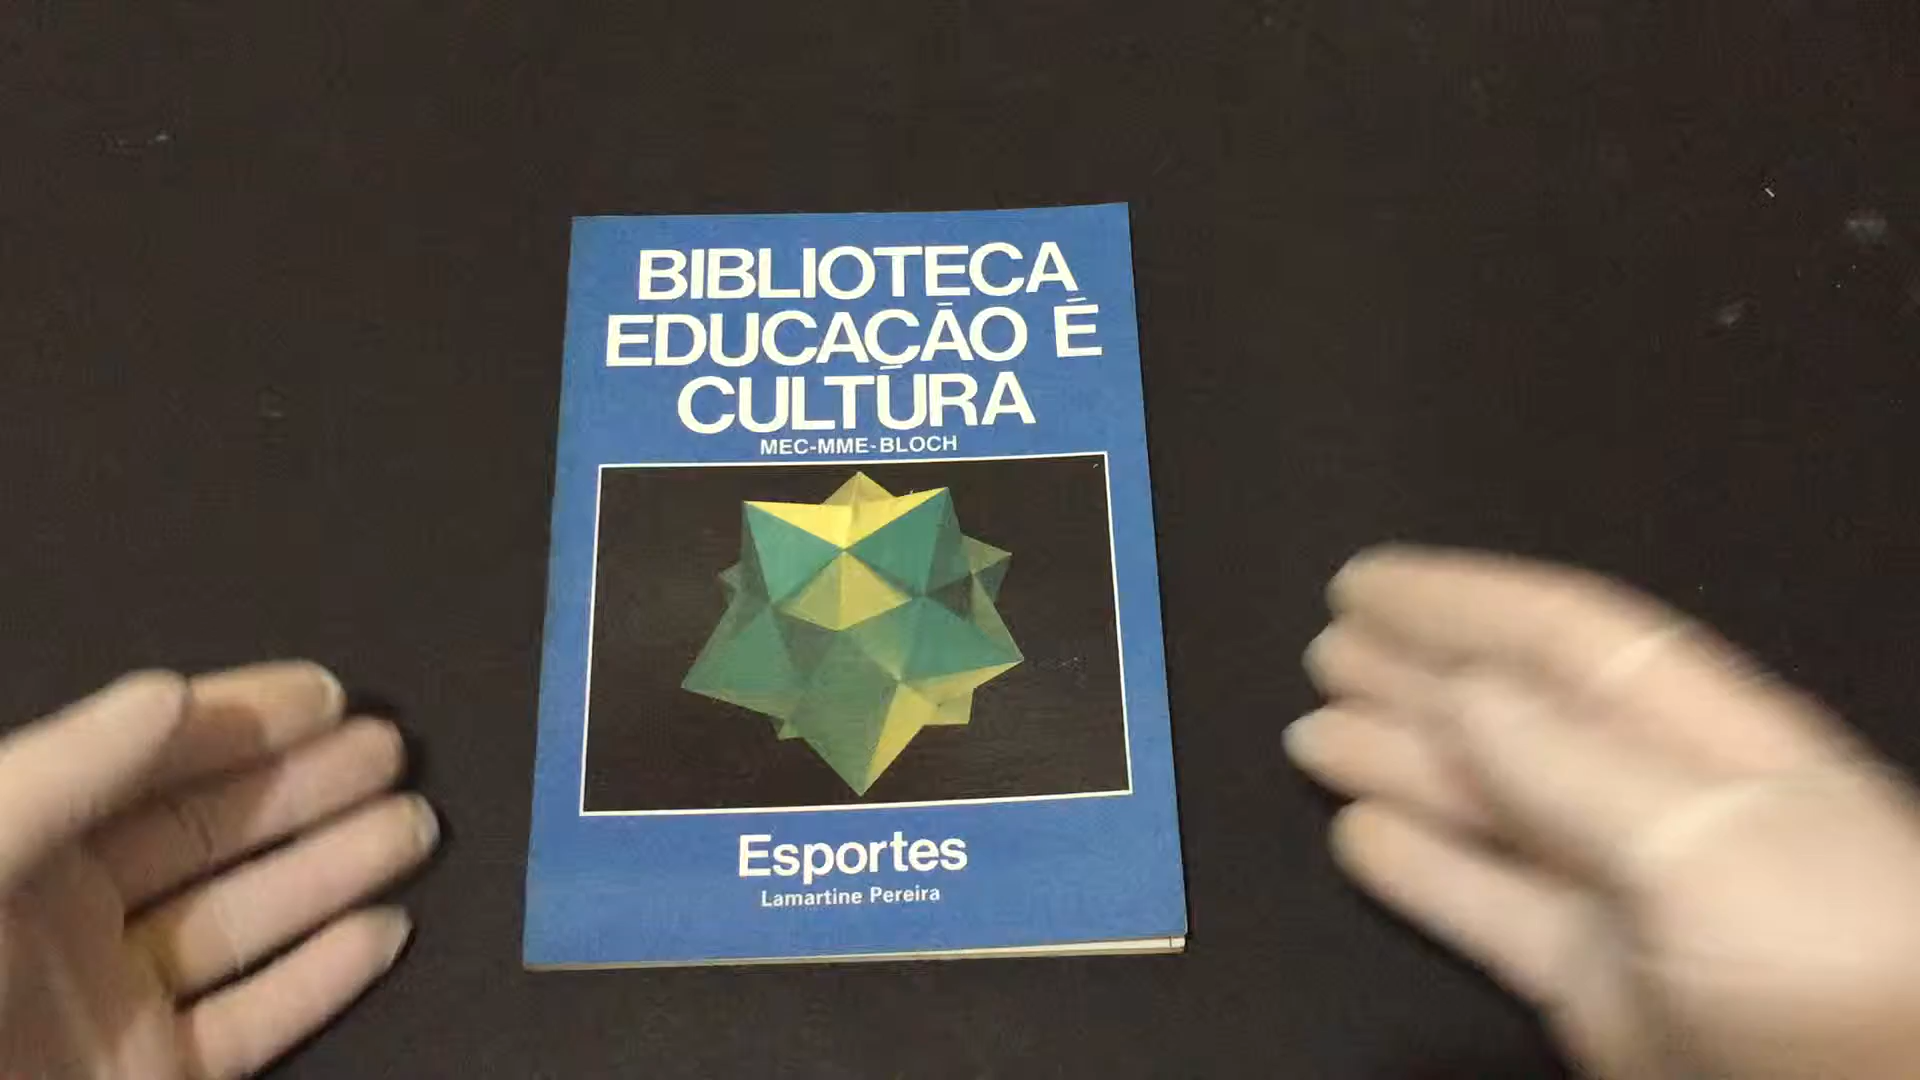 BIBLIOTECA
EDUCAÇÃO E
CULTURA
MEC-MME-BLOCH
Esportes
Lamartine Pereira